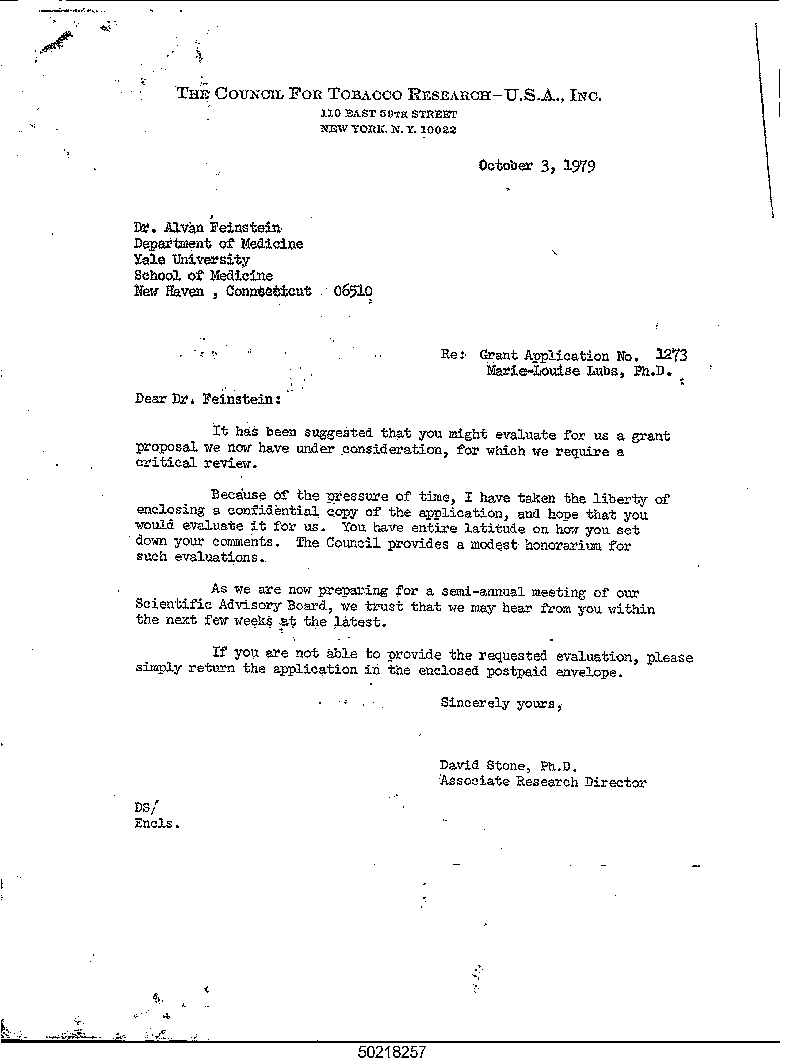 THE COUNCIL FOR TOBACCO RESEARCH-U.S.A., INC.
110 EAST 59TH STREET
NEW YORK, N. Y. 10022
October 3, 1979
Dr. Alvan Feinstein
Department of Medicine
Yale University
School of Medicine
New Haven , Connecticut 06510
Re: Grant Application No. 1273
Marie-Louise Lubs, Ph.D.
Dear Dr. Feinstein:
It has been suggested that you might evaluate for us a grant
proposal we now have under consideration, for which we require a
critical review.
Because of the pressure of time, I have taken the liberty of
enclosing a confidential copy of the application, and hope that you
would evaluate it for us. You have entire latitude on how you set
down your comments. The Council provides a modest honorarium for
such evaluations.
As we are now preparing for a semi-annual meeting of our
Scientific Advisory Board, we trust that we may hear from you within
the next few weeks at the latest.
If you are not able to provide the requested evaluation, please
simply return the application in the enclosed postpaid envelope.
Sincerely yours,
David Stone, Ph.D.
Associate Research Director
DS/
Encls.
50218257